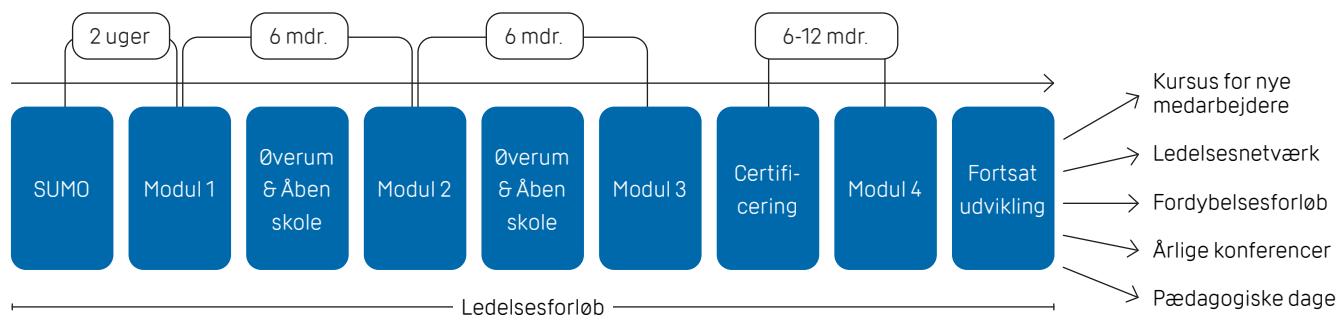 2 uger
6 mdr.
6 mdr.
6-12 mdr.
SUMO
Modul 1
Øverum
& Åben
skole
Modul 2
Øverum
& Åben
skole
Modul 3
Certifi-
cering
Modul 4
Fortsat
udvikling
Kursus for nye
medarbejdere
Ledelsesnetværk
Fordybelsesforløb
Årlige konferencer
Pædagogiske dage
Ledelsesforløb